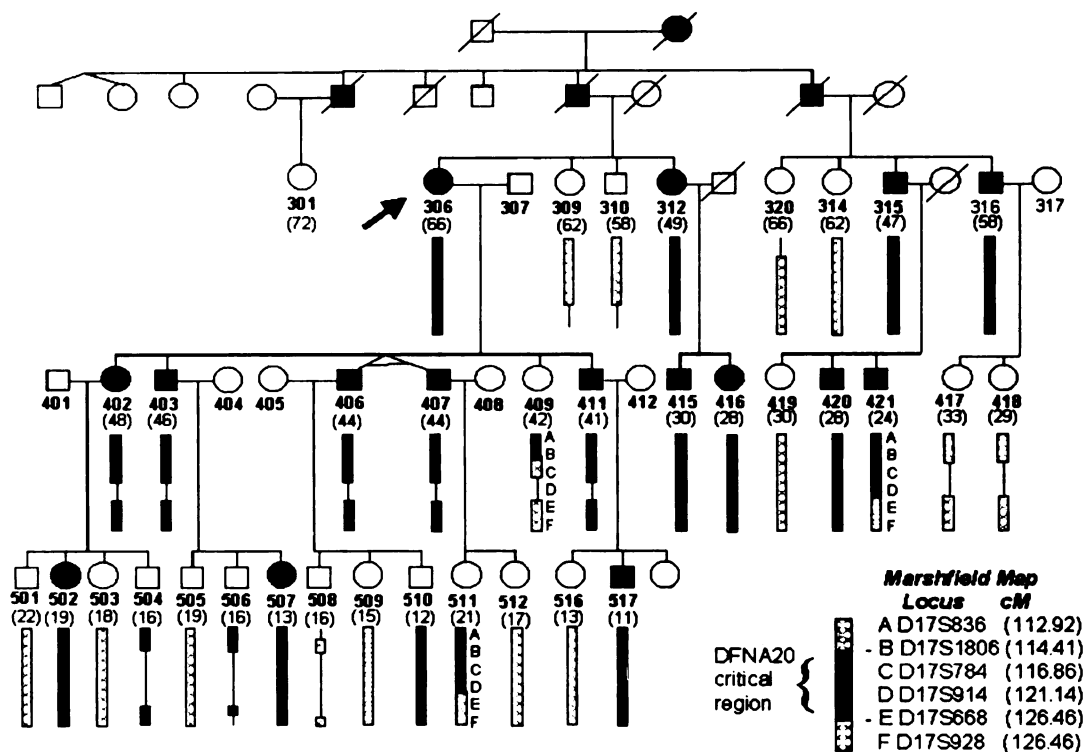 301 306 307 309 310 312 320 314 315 316 317
(72) (66) (62) (58) (49) (66) (62) (47) (58)
401 402 403 404 405 406 407 408 409 411 412 415 416 419 420 421 417 418
(48) (46) (44) (44) (42) (41) (30) (28) (30) (28) (24) (33) (29)
A A
B B
C C
D D
E E
F F
501 502 503 504 505 506 507 508 509 510 511 512 516 517
(22) (19) (18) (16) (19) (16) (13) (16) (15) (12) (21) (17) (13) (11)
A
B
C
D
E
F
Marshfield Map
Locus cM
A D17S836 (112.92)
- B D17S1806 (114.41)
C D17S784 (116.86)
D D17S914 (121.14)
- E D17S668 (126.46)
F D17S928 (126.46)
DFNA20
critical
region